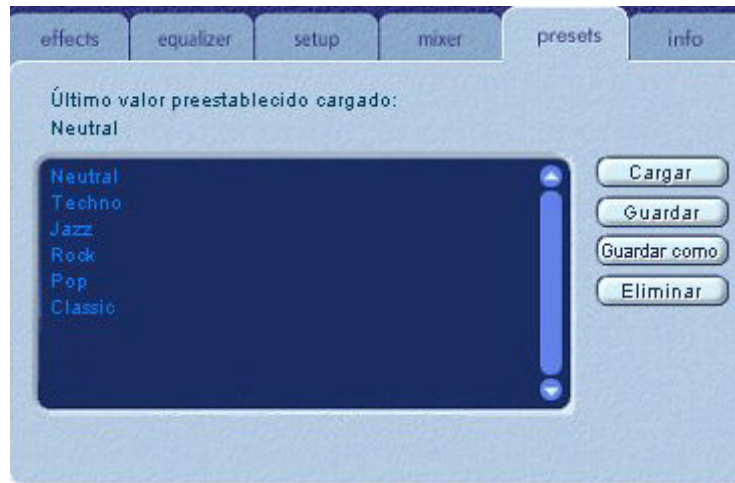 effects equalizer setup mixer presets info
Último valor preestablecido cargado:
Neutral
Neutral
Techno
Jazz
Rock
Pop
Classic
Cargar
Guardar
Guardar como
Eliminar